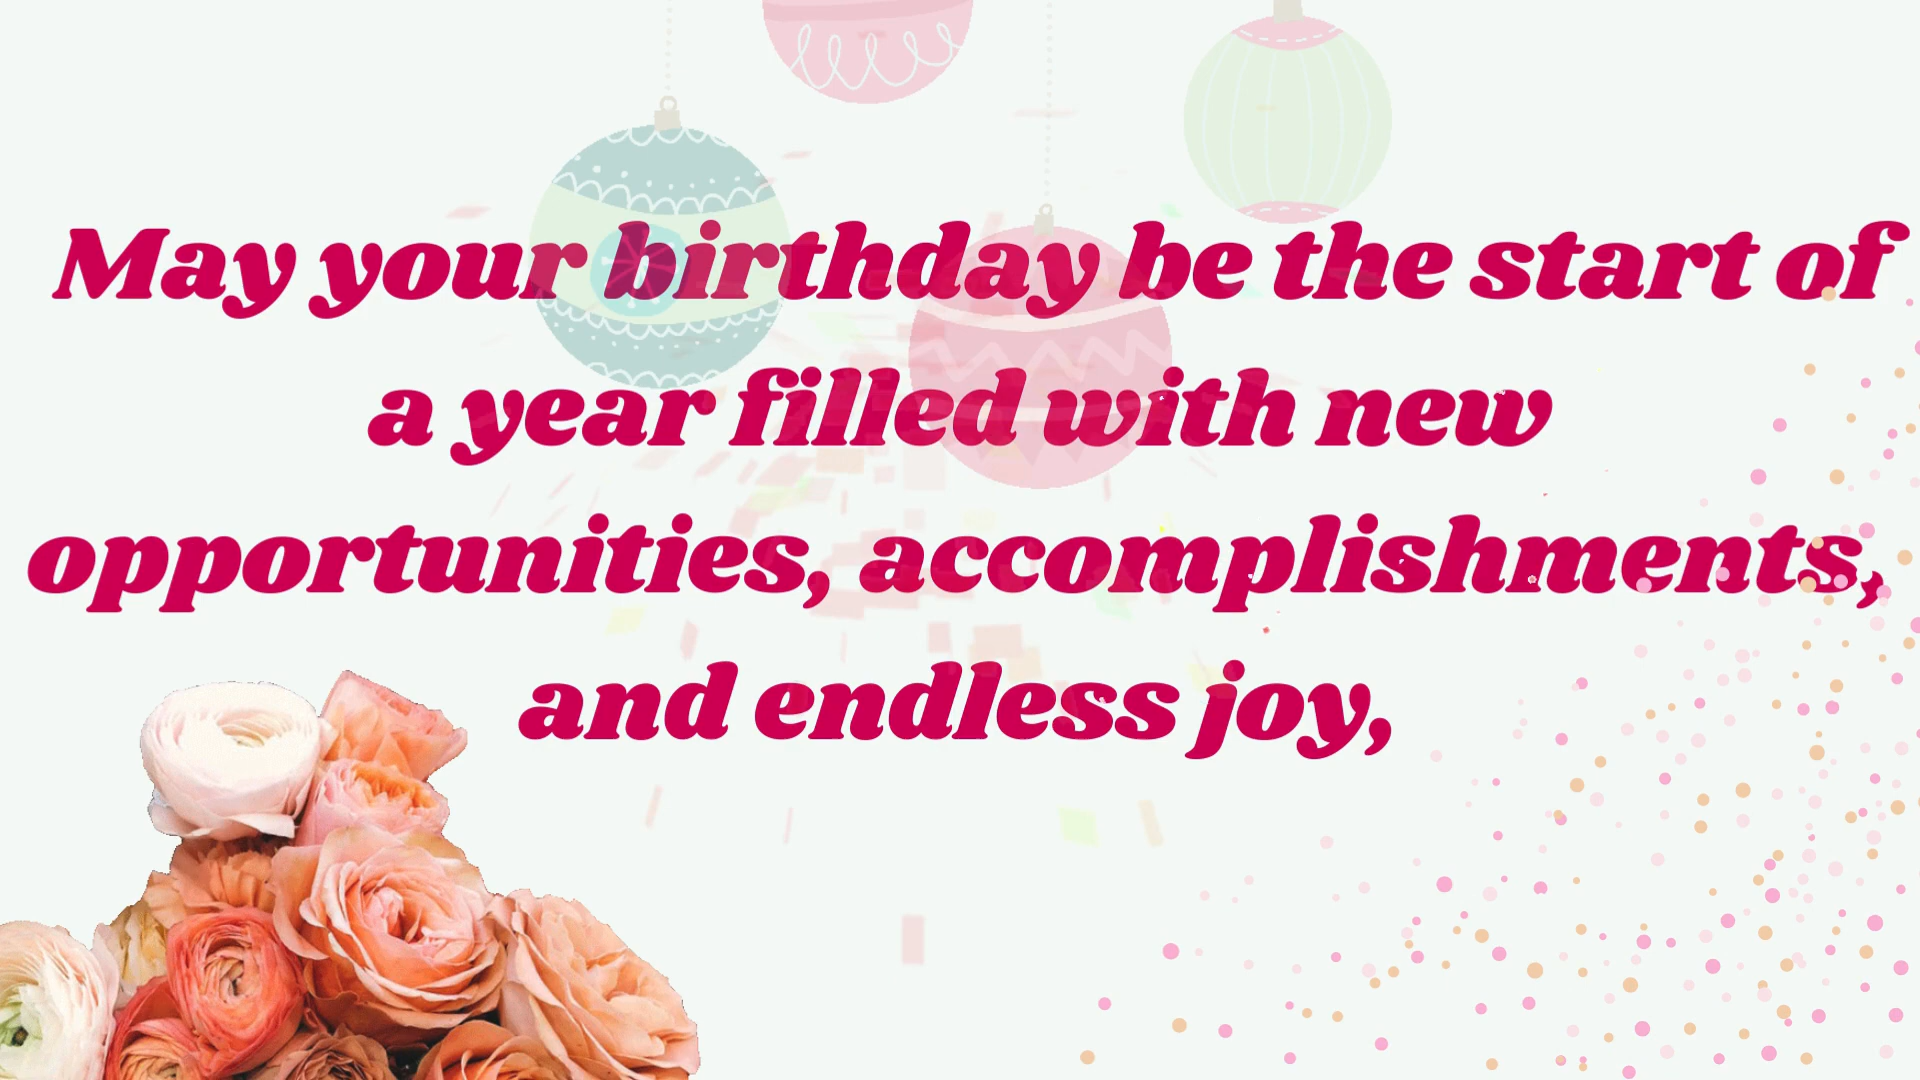 May your birthday be the start of
a year filled with new
opportunities, accomplishments,
and endless joy,